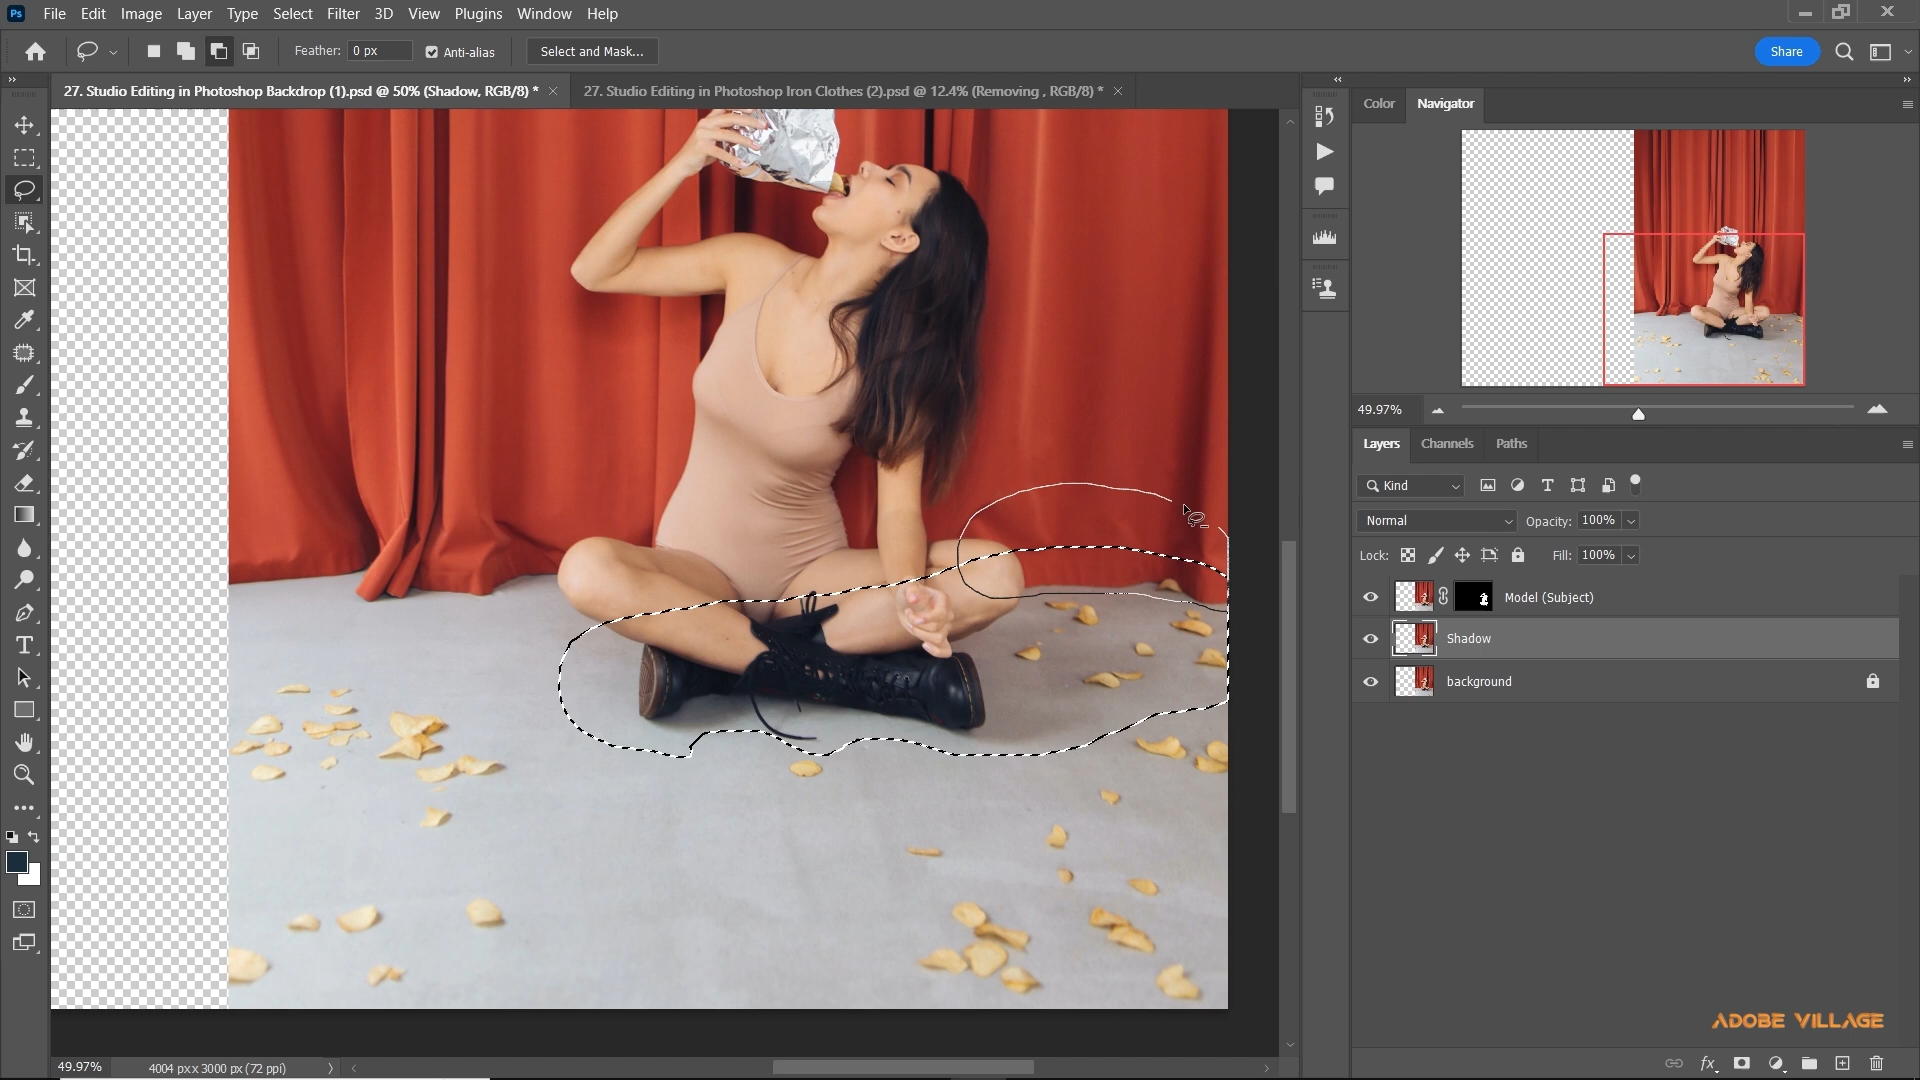 Ps File Edit Image Layer Type Select Filter 3D View Plugins Window Help
Feather: 0 px Anti-alias Select and Mask... Share
27. Studio Editing in Photoshop Backdrop (1).psd @ 50% (Shadow, RGB/8) * 27. Studio Editing in Photoshop Iron Clothes (2).psd @ 12.4% (Removing , RGB/8) *
Color Navigator
49.97%
Layers Channels Paths
Kind
Normal Opacity: 100%
Lock: Fill: 100%
Model (Subject)
Shadow
background
ADOBE VILLAGE
49.97% 4004 px x 3000 px (72 ppi)
fx